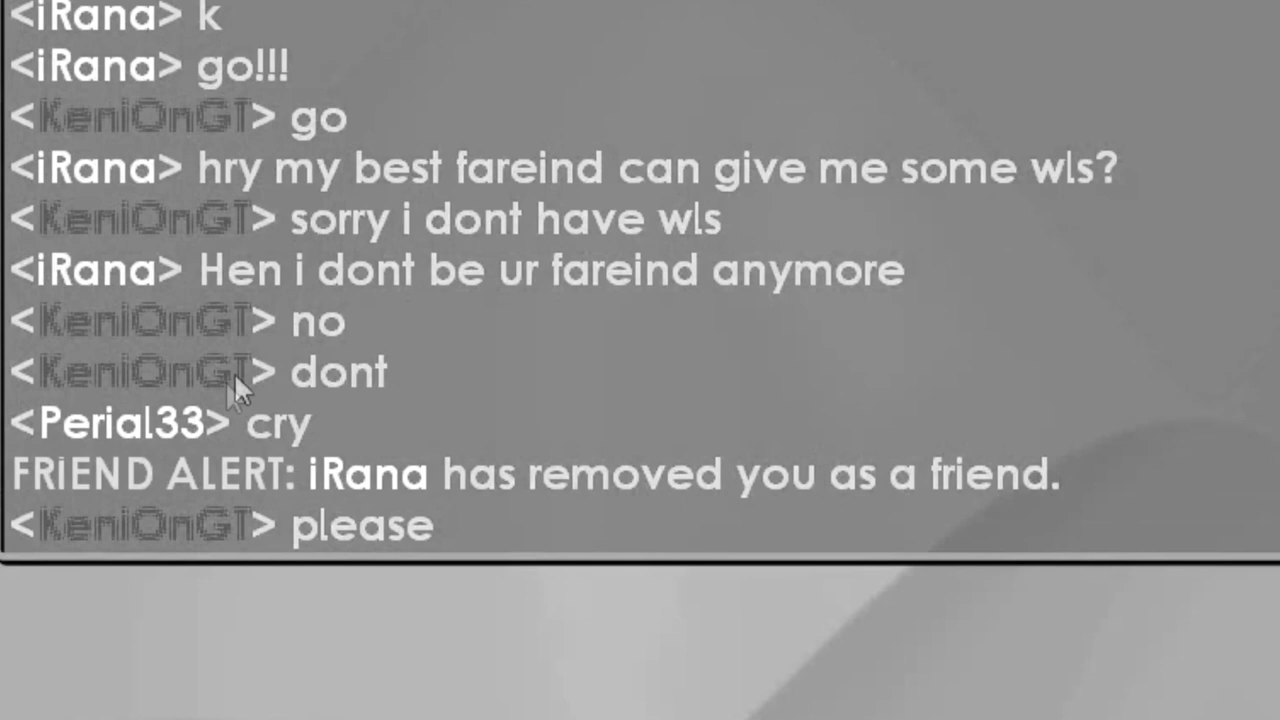 <iRana> k
<iRana> go!!!
<KeniOnGT> go
<iRana> hry my best fareind can give me some wls?
<KeniOnGT> sorry i dont have wls
<iRana> Hen i dont be ur fareind anymore
<KeniOnGT> no
<KeniOnGT> dont
<Perial33> cry
FRIEND ALERT: iRana has removed you as a friend.
<KeniOnGT> please